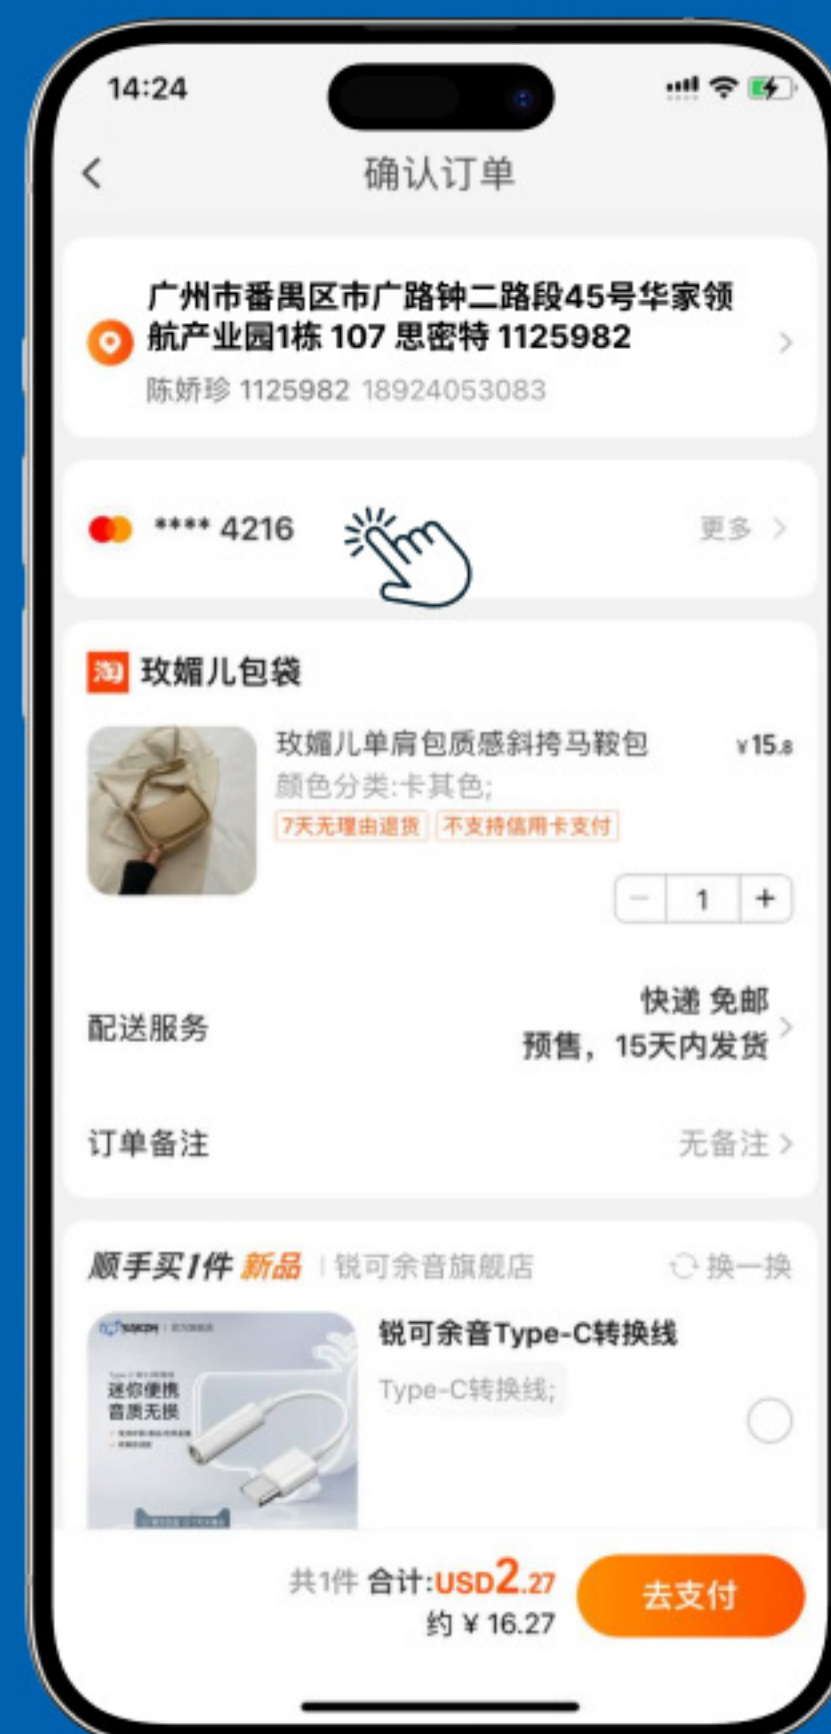 14:24
确认订单
广州市番禺区市广路钟二路段45号华家领
航产业园1栋 107 思密特 1125982
陈娇珍 1125982 18924053083
**** 4216
更多
淘 玫媚儿包袋
玫媚儿单肩包质感斜挎马鞍包 ¥15.8
颜色分类:卡其色;
7天无理由退货 不支持信用卡支付
− 1 +
配送服务
快递 免邮
预售，15天内发货
订单备注 无备注
顺手买1件 新品 锐可余音旗舰店 换一换
锐可余音Type-C转换线
Type-C转换线;
迷你便携
音质无损
共1件 合计:USD2.27
约 ¥ 16.27
去支付